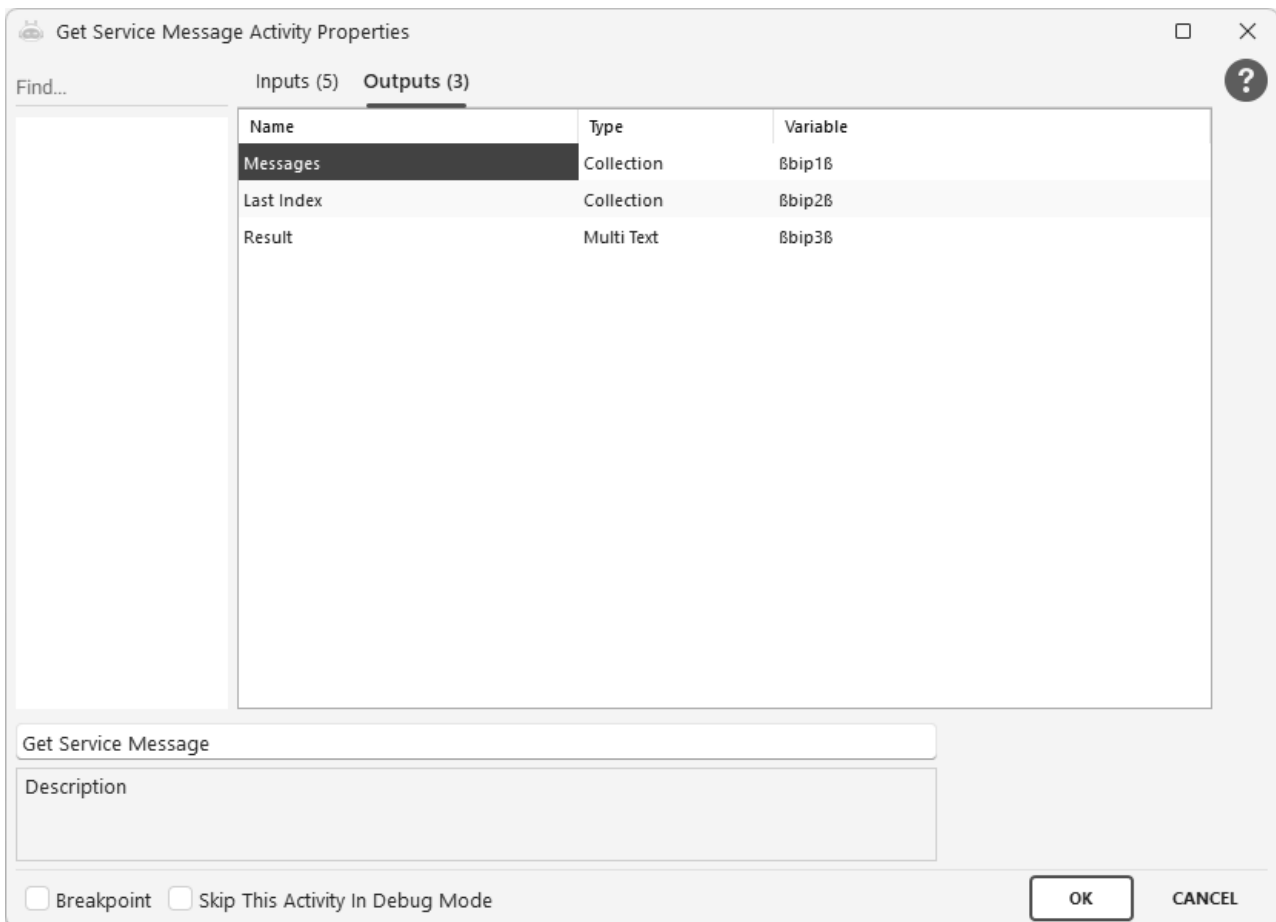 Get Service Message Activity Properties
Find...
Inputs (5) Outputs (3)
?
Name Type Variable
Messages Collection ßbip1ß
Last Index Collection ßbip2ß
Result Multi Text ßbip3ß
Get Service Message
Description
Breakpoint Skip This Activity In Debug Mode OK CANCEL